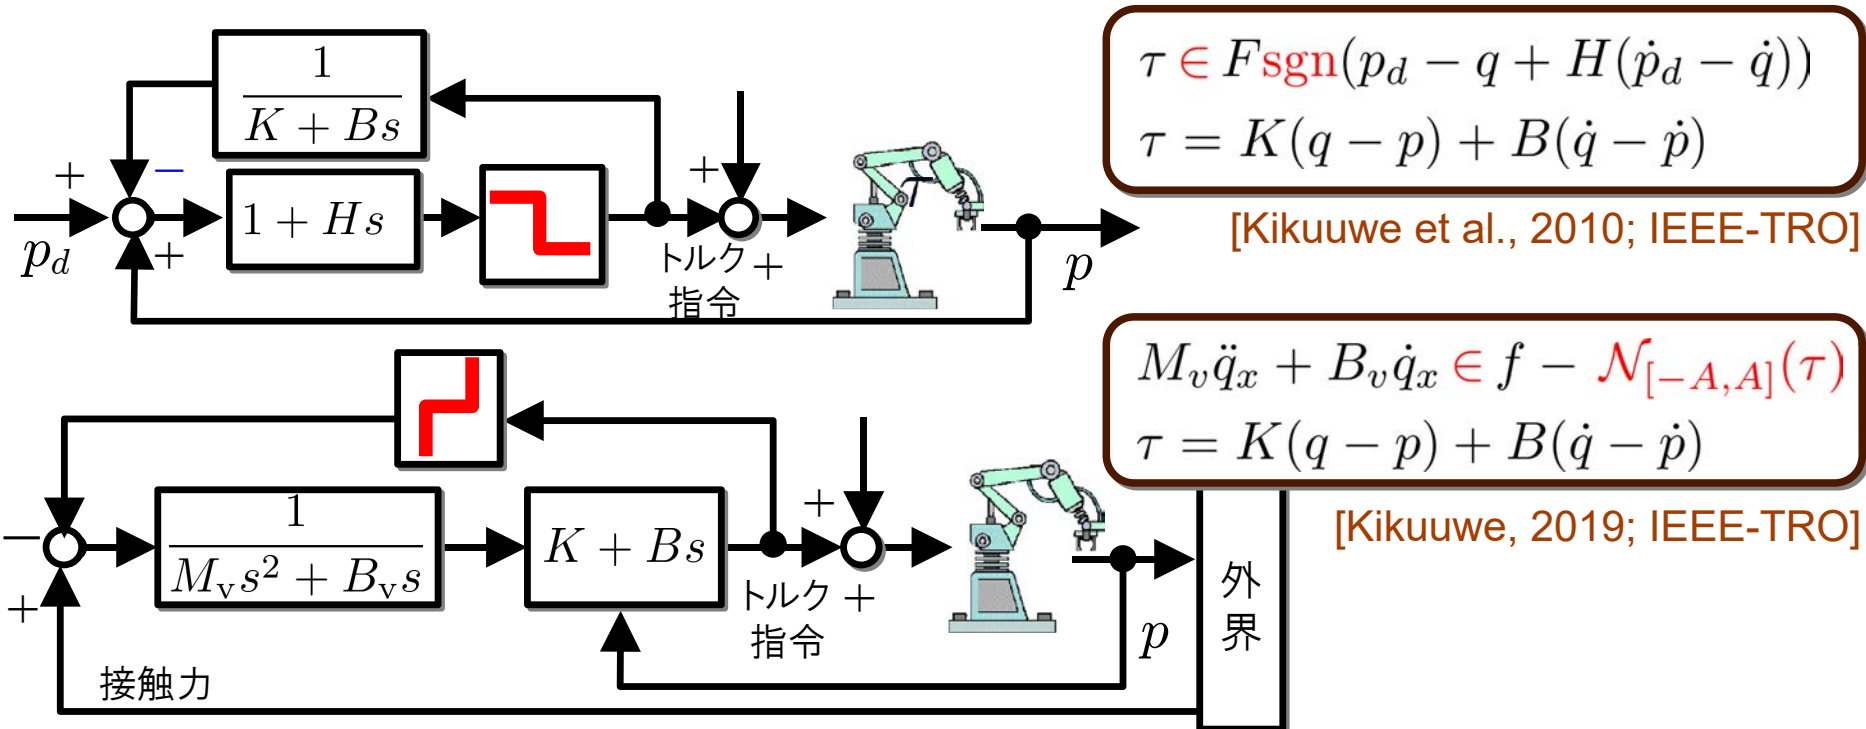 1
K + Bs
+
−
+
1 + Hs
p_d
+
トルク
指令
+
p
τ ∈ Fsgn(p_d − q + H(ṗ_d − q̇))
τ = K(q − p) + B(q̇ − ṗ)
[Kikuuwe et al., 2010; IEEE-TRO]
M_v q̈_x + B_v q̇_x ∈ f − 𝒩_[−A,A](τ)
τ = K(q − p) + B(q̇ − ṗ)
[Kikuuwe, 2019; IEEE-TRO]
−
+
1
M_v s² + B_v s
K + Bs
+
トルク
指令
+
p
外
界
接触力